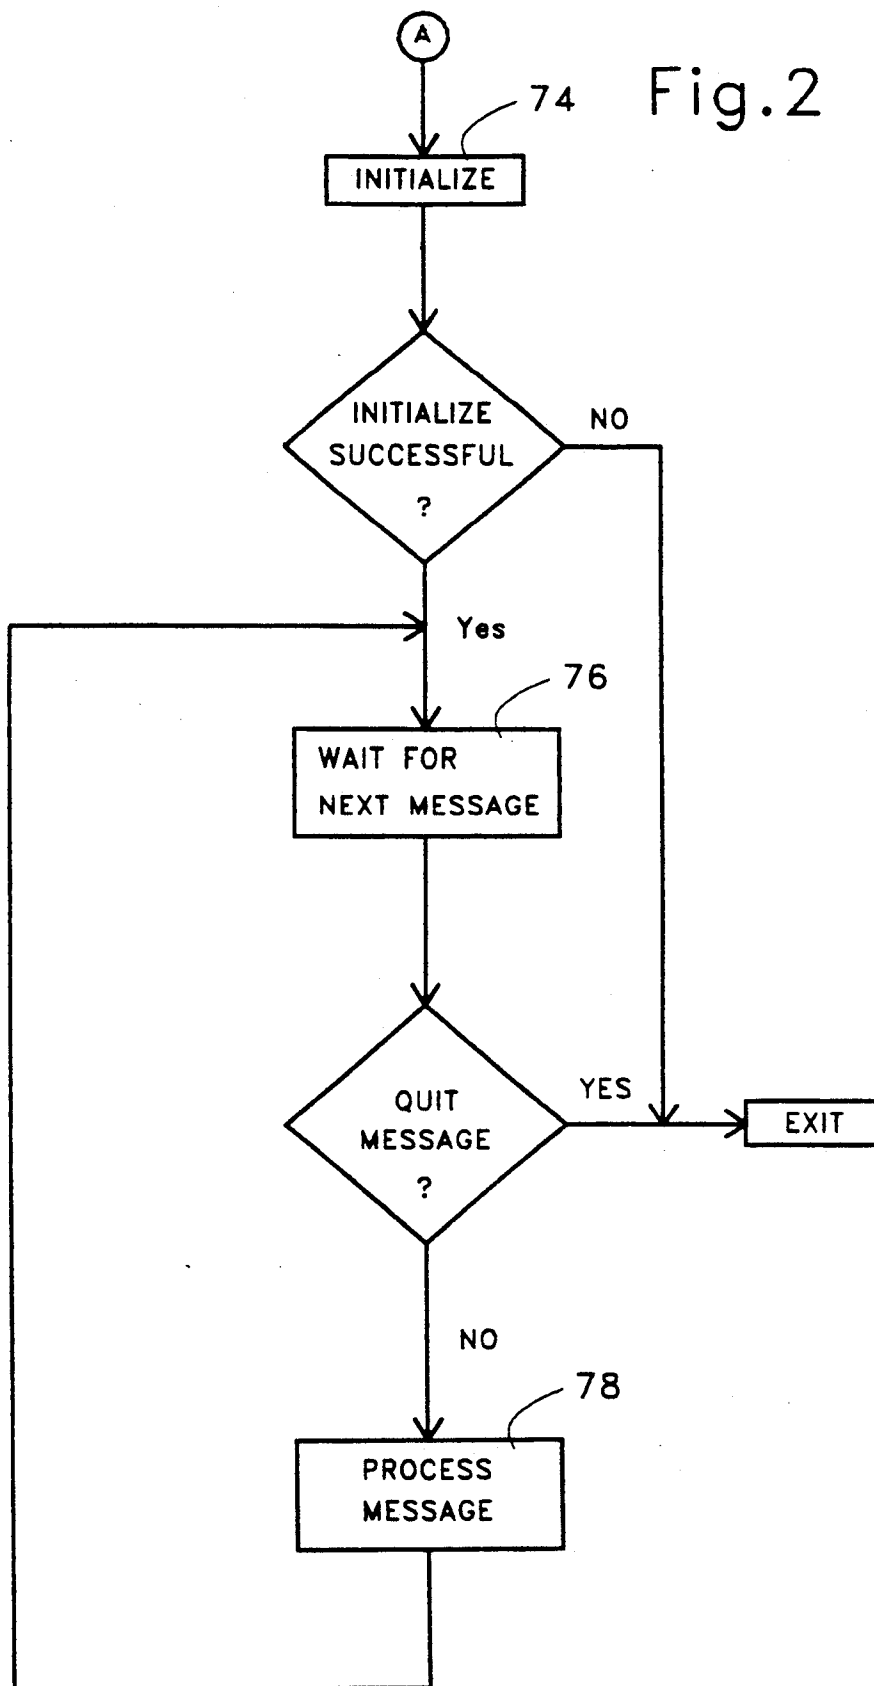 A
Fig.2
74
INITIALIZE
INITIALIZE
SUCCESSFUL
?
NO
Yes
76
WAIT FOR
NEXT MESSAGE
QUIT
MESSAGE
?
YES
EXIT
NO
78
PROCESS
MESSAGE